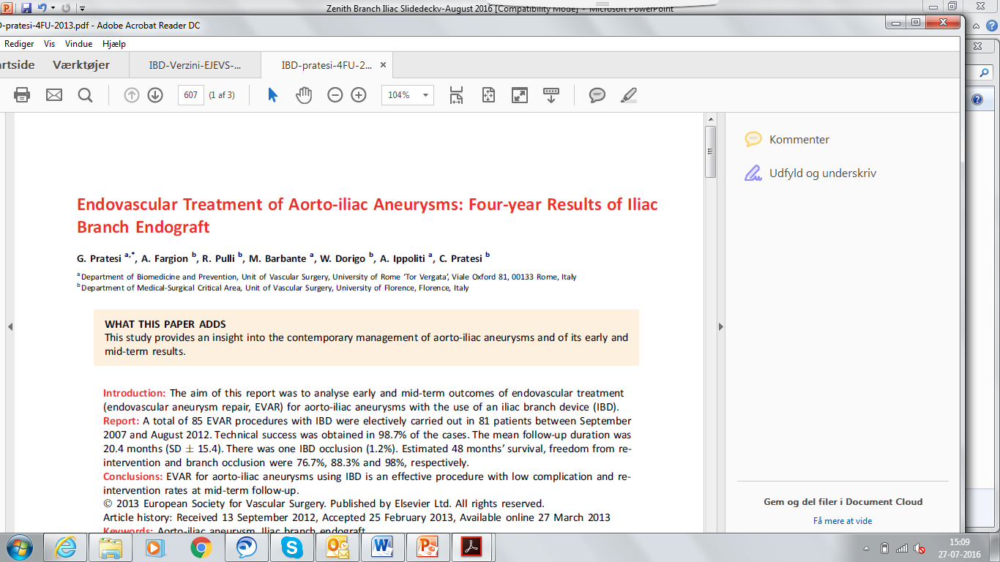 Zenith Branch Iliac Slidedeckv-August 2016 [Compatibility Mode] - Microsoft PowerPoint
D-pratesi-4FU-2013.pdf - Adobe Acrobat Reader DC
Rediger Vis Vindue Hjælp
rtside Værktøjer IBD-Verzini-EJEVS-... IBD-pratesi-4FU-2... ×
607 (1 af 3) 104%
Kommenter
Udfyld og underskriv
Endovascular Treatment of Aorto-iliac Aneurysms: Four-year Results of Iliac
Branch Endograft
G. Pratesi a,*, A. Fargion b, R. Pulli b, M. Barbante a, W. Dorigo b, A. Ippoliti a, C. Pratesi b
a Department of Biomedicine and Prevention, Unit of Vascular Surgery, University of Rome ‘Tor Vergata’, Viale Oxford 81, 00133 Rome, Italy
b Department of Medical-Surgical Critical Area, Unit of Vascular Surgery, University of Florence, Florence, Italy
WHAT THIS PAPER ADDS
This study provides an insight into the contemporary management of aorto-iliac aneurysms and of its early and
mid-term results.
Introduction: The aim of this report was to analyse early and mid-term outcomes of endovascular treatment
(endovascular aneurysm repair, EVAR) for aorto-iliac aneurysms with the use of an iliac branch device (IBD).
Report: A total of 85 EVAR procedures with IBD were electively carried out in 81 patients between September
2007 and August 2012. Technical success was obtained in 98.7% of the cases. The mean follow-up duration was
20.4 months (SD ± 15.4). There was one IBD occlusion (1.2%). Estimated 48 months’ survival, freedom from re-
intervention and branch occlusion were 76.7%, 88.3% and 98%, respectively.
Conclusions: EVAR for aorto-iliac aneurysms using IBD is an effective procedure with low complication and re-
intervention rates at mid-term follow-up.
© 2013 European Society for Vascular Surgery. Published by Elsevier Ltd. All rights reserved.
Article history: Received 13 September 2012, Accepted 25 February 2013, Available online 27 March 2013
Keywords: Aorto-iliac aneurysm, Iliac branch endograft
Gem og del filer i Document Cloud
Få mere at vide
15:09
27-07-2016